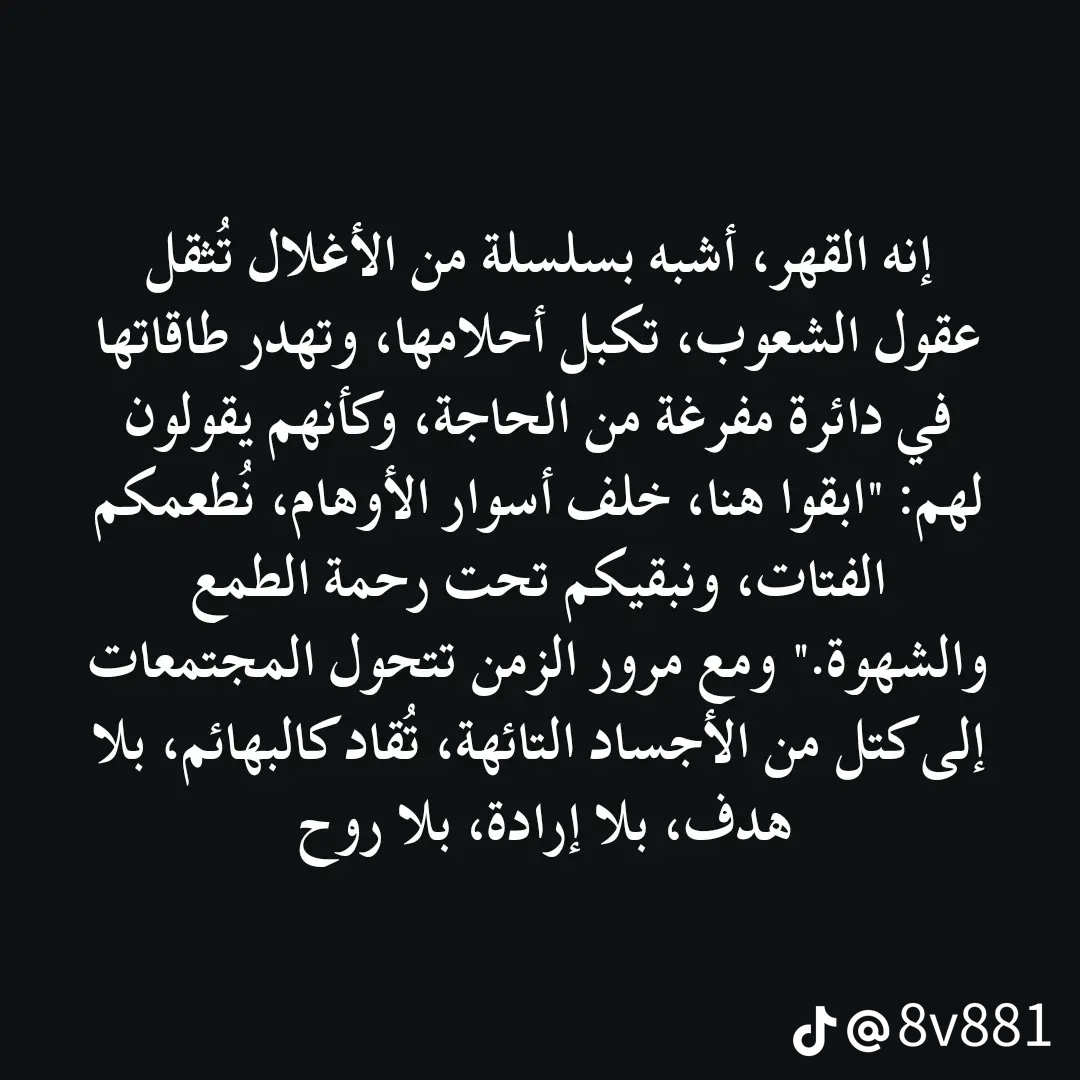 إنه القهر، أشبه بسلسلة من الأغلال تُثقل
عقول الشعوب، تكبل أحلامها، وتهدر طاقاتها
في دائرة مفرغة من الحاجة، وكأنهم يقولون
لهم: "ابقوا هنا، خلف أسوار الأوهام، نُطعمكم
الفتات، ونبقيكم تحت رحمة الطمع
والشهوة." ومع مرور الزمن تتحول المجتمعات
إلى كتل من الأجساد التائهة، تُقاد كالبهائم، بلا
هدف، بلا إرادة، بلا روح
@8v881